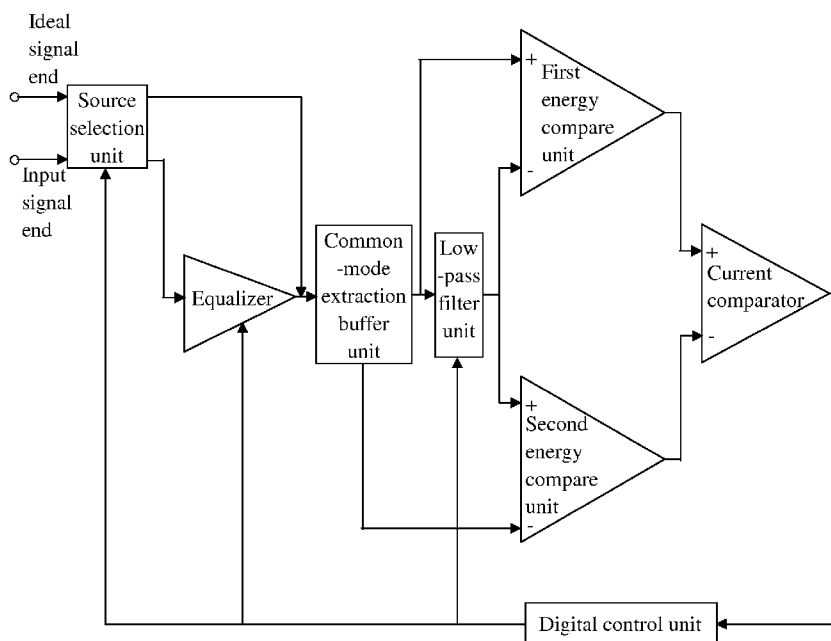 Ideal
signal
end
Source
selection
unit
Input
signal
end
Equalizer
Common
-mode
extraction
buffer
unit
Low
-pass
filter
unit
+
First
energy
compare
unit
-
+
Second
energy
compare
unit
-
+
Current
comparator
-
Digital control unit